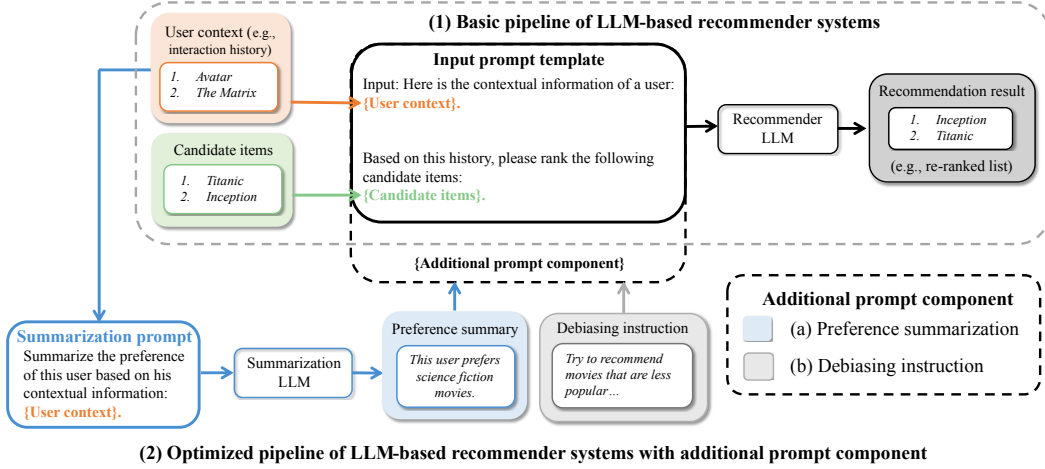 (1) Basic pipeline of LLM-based recommender systems
User context (e.g.,
interaction history)
1. Avatar
2. The Matrix
Candidate items
1. Titanic
2. Inception
Input prompt template
Input: Here is the contextual information of a user:
{User context}.
Based on this history, please rank the following
candidate items:
{Candidate items}.
Recommender
LLM
Recommendation result
1. Inception
2. Titanic
(e.g., re-ranked list)
{Additional prompt component}
Summarization prompt
Summarize the preference
of this user based on his
contextual information:
{User context}.
Summarization
LLM
Preference summary
This user prefers
science fiction
movies.
Debiasing instruction
Try to recommend
movies that are less
popular…
Additional prompt component
(a) Preference summarization
(b) Debiasing instruction
(2) Optimized pipeline of LLM-based recommender systems with additional prompt component